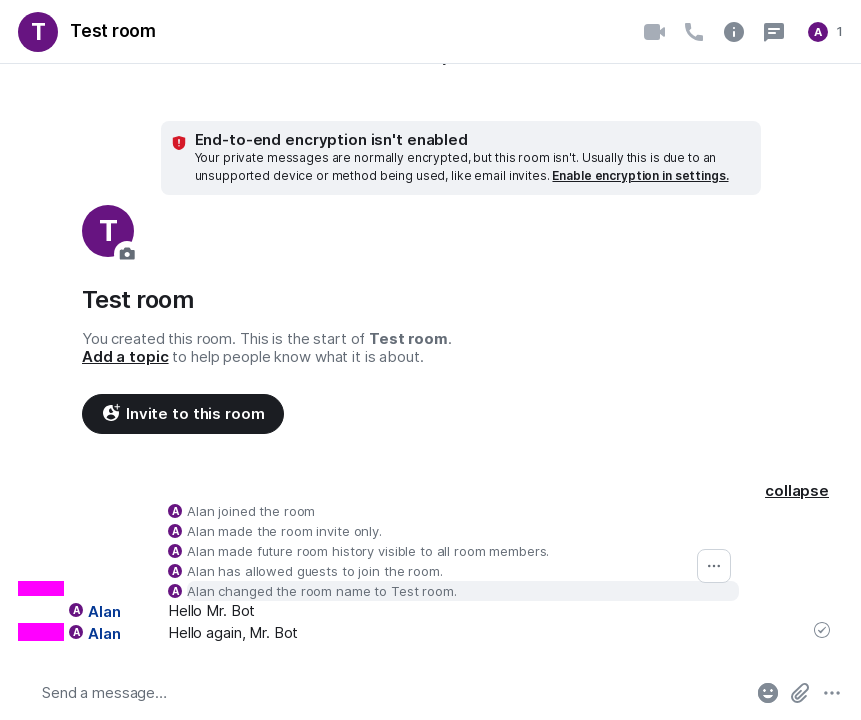 T Test room A 1
End-to-end encryption isn't enabled
Your private messages are normally encrypted, but this room isn't. Usually this is due to an
unsupported device or method being used, like email invites. Enable encryption in settings.
T
Test room
You created this room. This is the start of Test room.
Add a topic to help people know what it is about.
Invite to this room
collapse
A Alan joined the room
A Alan made the room invite only.
A Alan made future room history visible to all room members.
A Alan has allowed guests to join the room.
A Alan changed the room name to Test room.
A Alan Hello Mr. Bot
A Alan Hello again, Mr. Bot
Send a message…